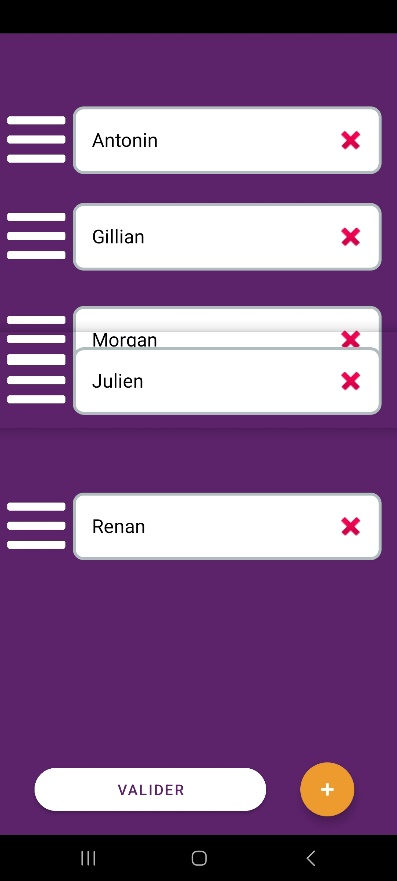 Antonin
Gillian
Morgan
Julien
Renan
VALIDER
+